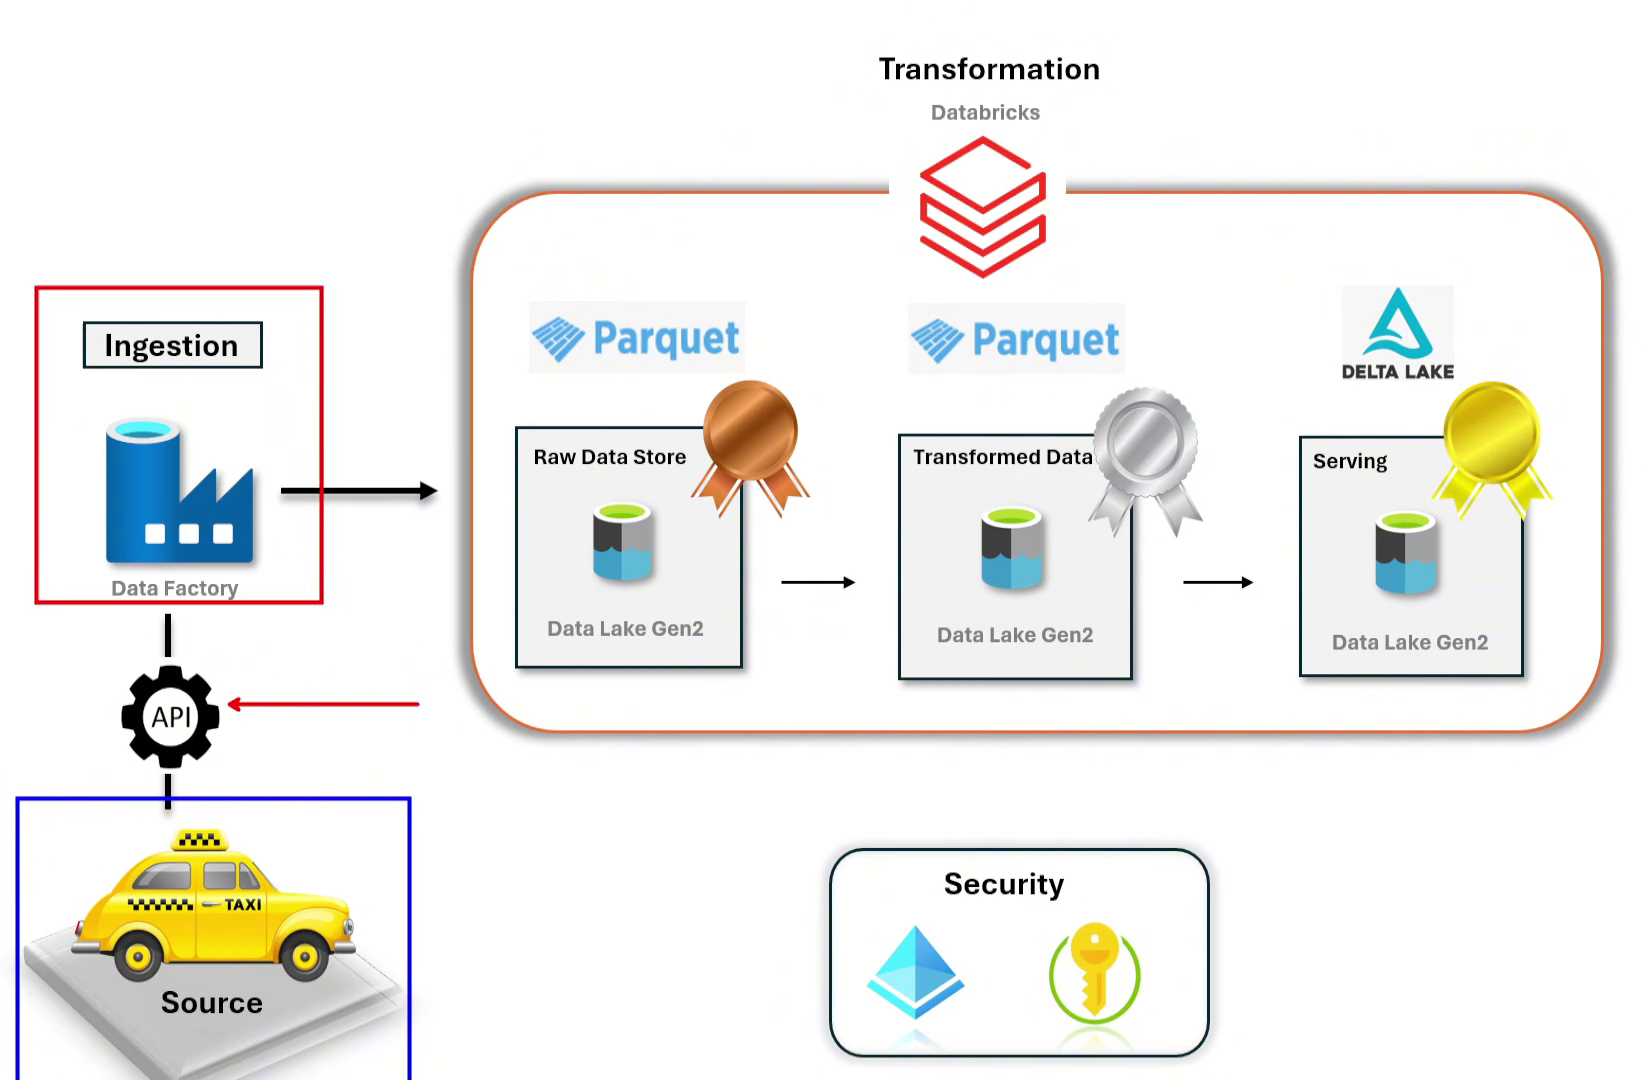 Transformation
Databricks
Ingestion
Parquet
Parquet
DELTA LAKE
Raw Data Store
Transformed Data
Serving
Data Factory
Data Lake Gen2
Data Lake Gen2
Data Lake Gen2
API
TAXI
Source
Security